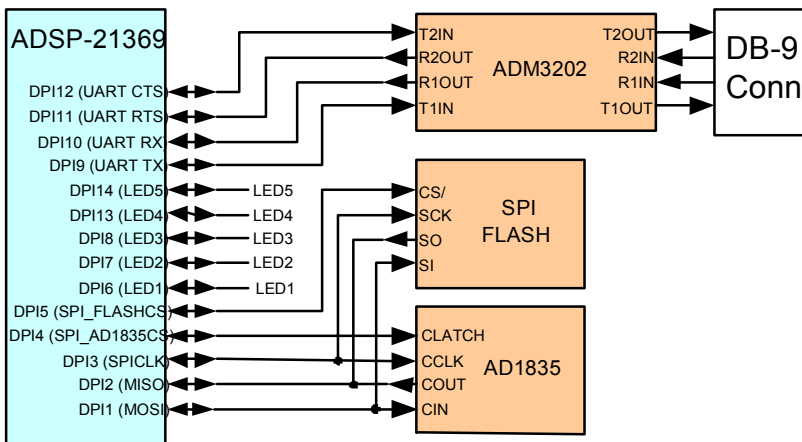 ADSP-21369
DPI12 (UART CTS)
DPI11 (UART RTS)
DPI10 (UART RX)
DPI9 (UART TX)
DPI14 (LED5)
DPI13 (LED4)
DPI8 (LED3)
DPI7 (LED2)
DPI6 (LED1)
DPI5 (SPI_FLASHCS)
DPI4 (SPI_AD1835CS)
DPI3 (SPICLK)
DPI2 (MISO)
DPI1 (MOSI)
LED5
LED4
LED3
LED2
LED1
T2IN
R2OUT
R1OUT
T1IN
ADM3202
T2OUT
R2IN
R1IN
T1OUT
DB-9
Conn
CS/
SCK
SO
SI
SPI
FLASH
CLATCH
CCLK
COUT
CIN
AD1835